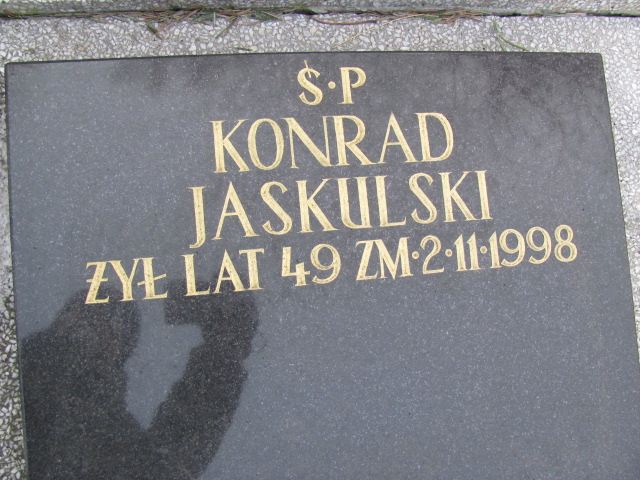 Ś·P
KONRAD
JASKULSKI
ŻYŁ LAT 49 ZM·2·11·1998